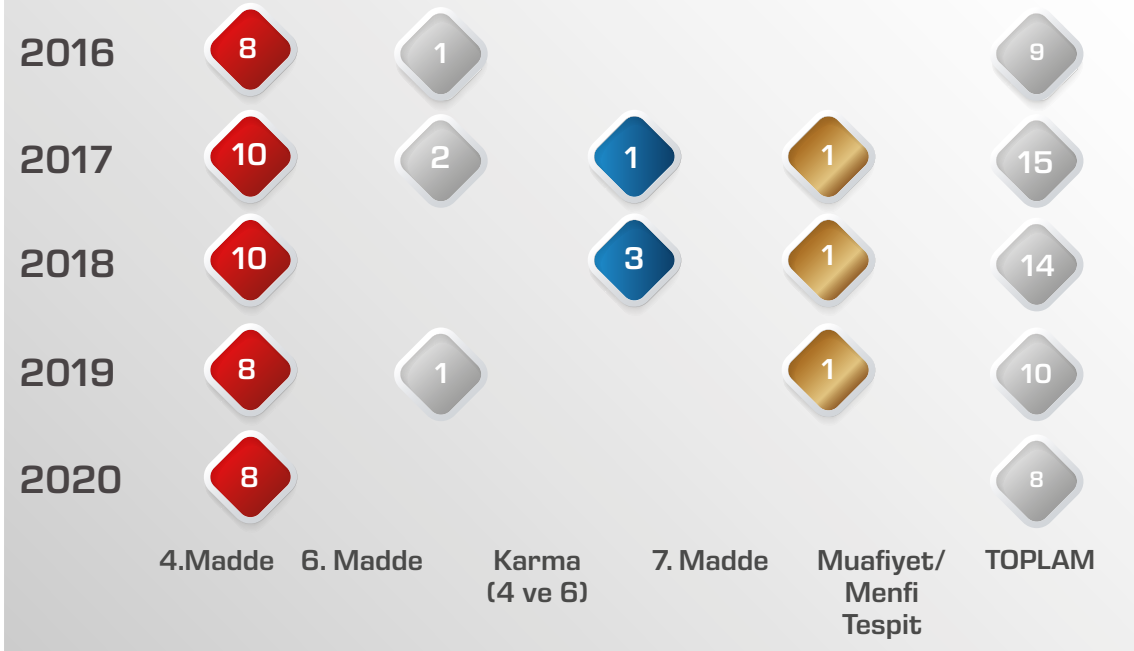 2016 8 1 9
2017 10 2 1 1 15
2018 10 3 1 14
2019 8 1 1 10
2020 8 8
4.Madde 6. Madde Karma (4 ve 6) 7. Madde Muafiyet/ Menfi Tespit TOPLAM